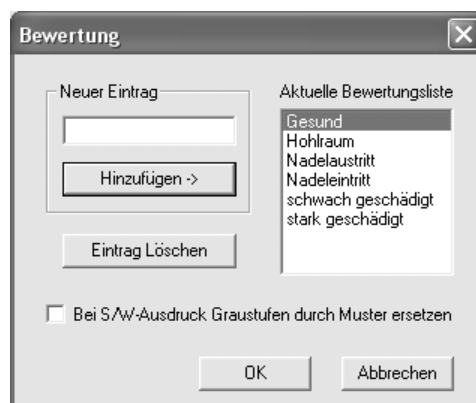 Bewertung
Neuer Eintrag
Hinzufügen ->
Eintrag Löschen
Aktuelle Bewertungsliste
Gesund
Hohlraum
Nadelaustritt
Nadeleintritt
schwach geschädigt
stark geschädigt
Bei S/W-Ausdruck Graustufen durch Muster ersetzen
OK
Abbrechen